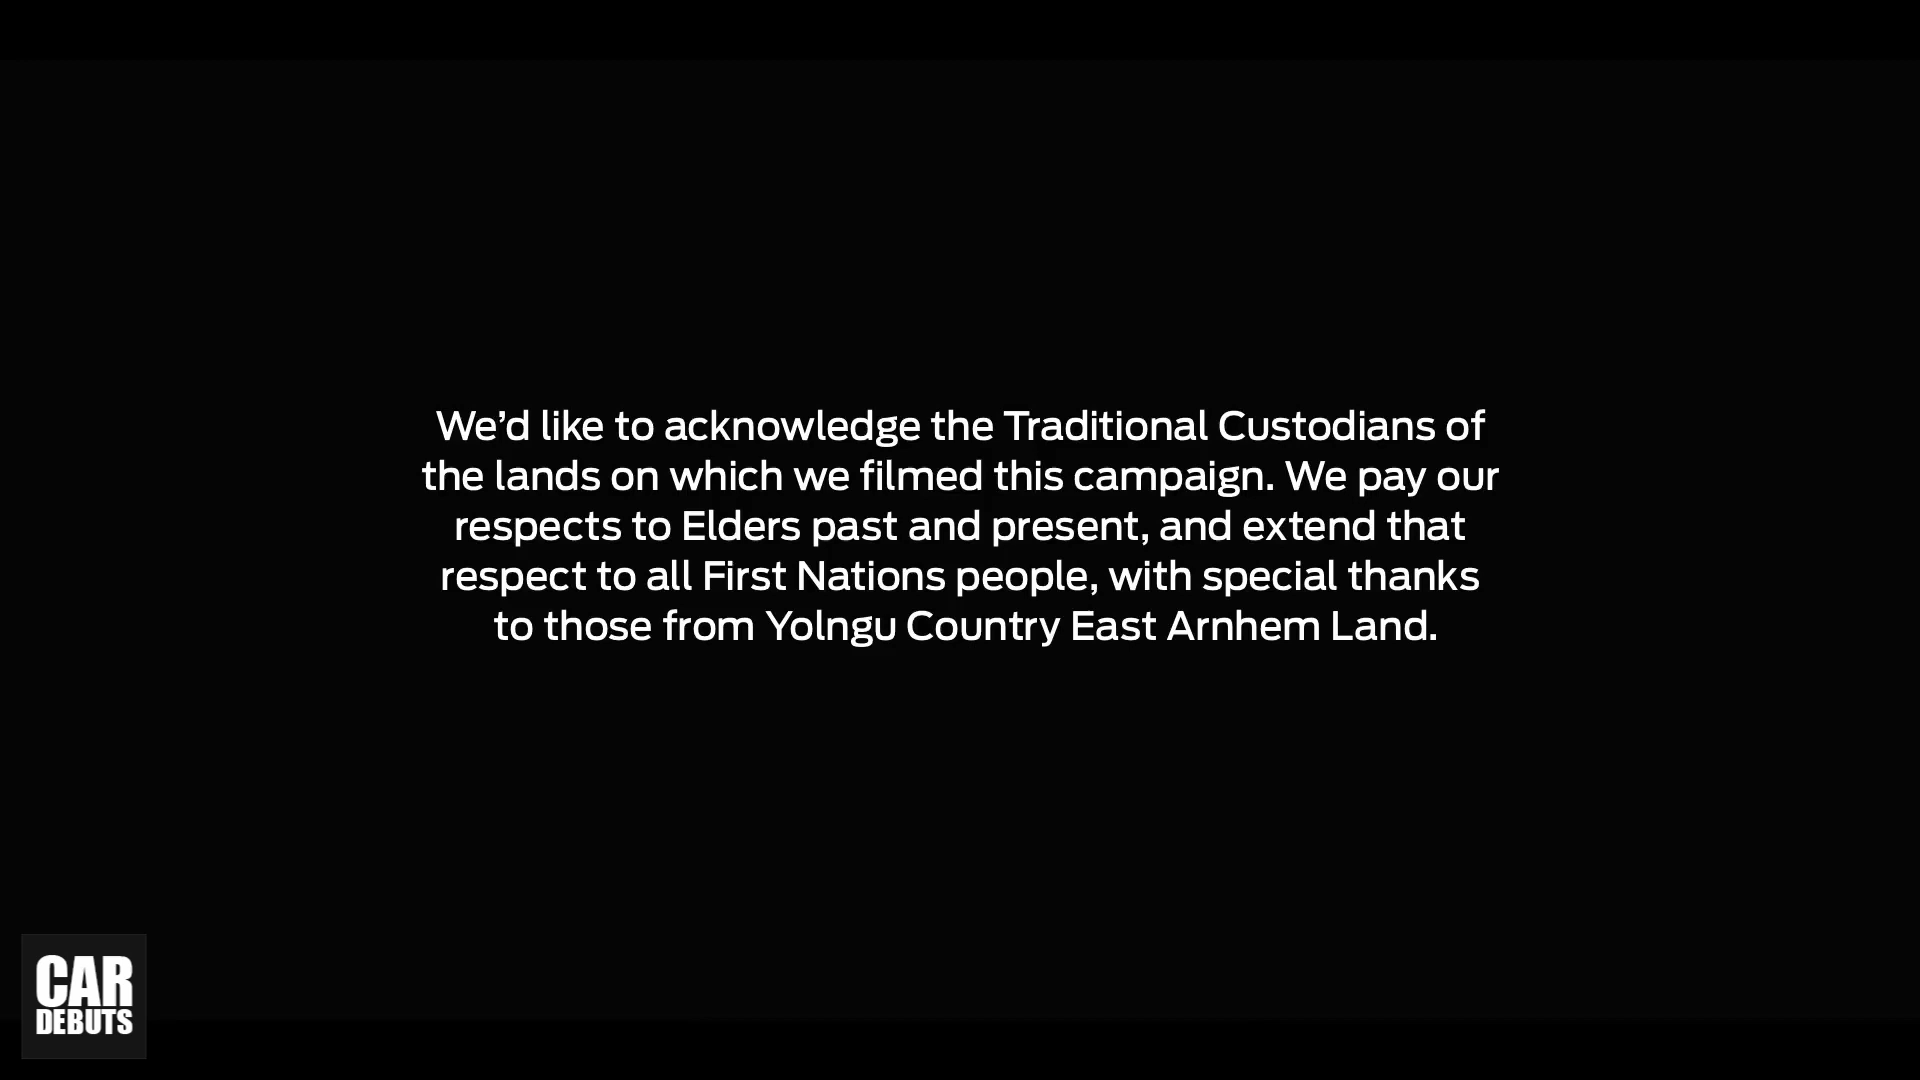 We’d like to acknowledge the Traditional Custodians of
the lands on which we filmed this campaign. We pay our
respects to Elders past and present, and extend that
respect to all First Nations people, with special thanks
to those from Yolngu Country East Arnhem Land.
CAR
DEBUTS